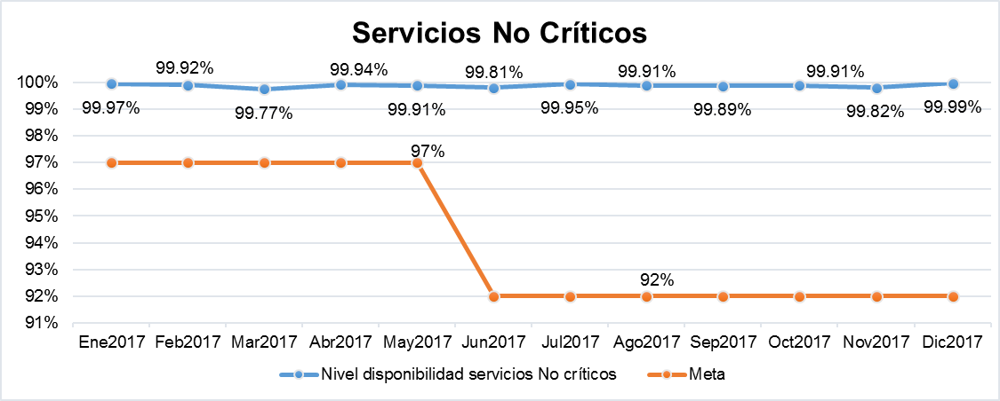 Servicios No Críticos
99.92% 99.94% 99.81% 99.91% 99.91%
100%
99%
99.97% 99.77% 99.91% 99.95% 99.89% 99.82% 99.99%
98%
97%
97%
96%
95%
94%
93%
92%
92%
91%
Ene2017 Feb2017 Mar2017 Abr2017 May2017 Jun2017 Jul2017 Ago2017 Sep2017 Oct2017 Nov2017 Dic2017
Nivel disponibilidad servicios No críticos Meta